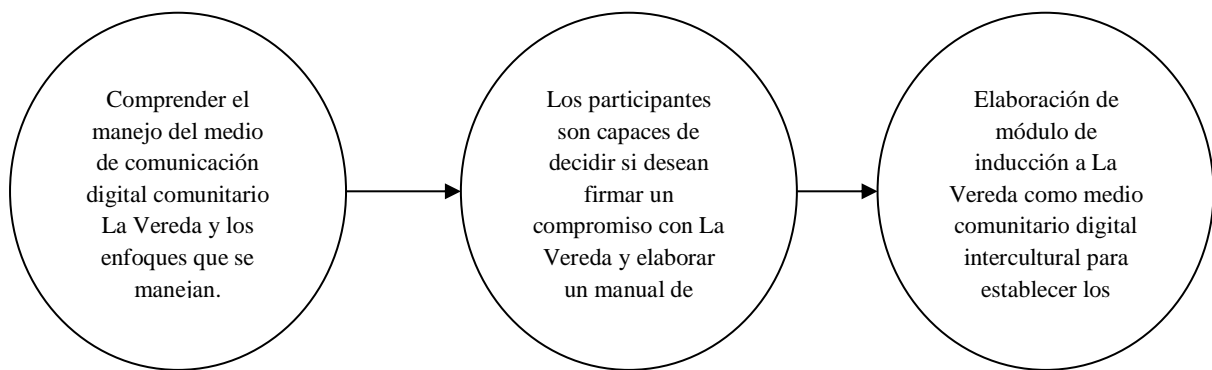 Comprender el
manejo del medio
de comunicación
digital comunitario
La Vereda y los
enfoques que se
manejan.
Los participantes
son capaces de
decidir si desean
firmar un
compromiso con La
Vereda y elaborar
un manual de
Elaboración de
módulo de
inducción a La
Vereda como medio
comunitario digital
intercultural para
establecer los